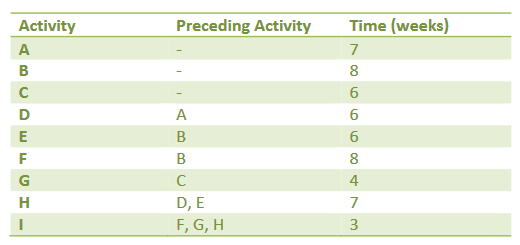 Activity Preceding Activity Time (weeks)
A - 7
B - 8
C - 6
D A 6
E B 6
F B 8
G C 4
H D, E 7
I F, G, H 3